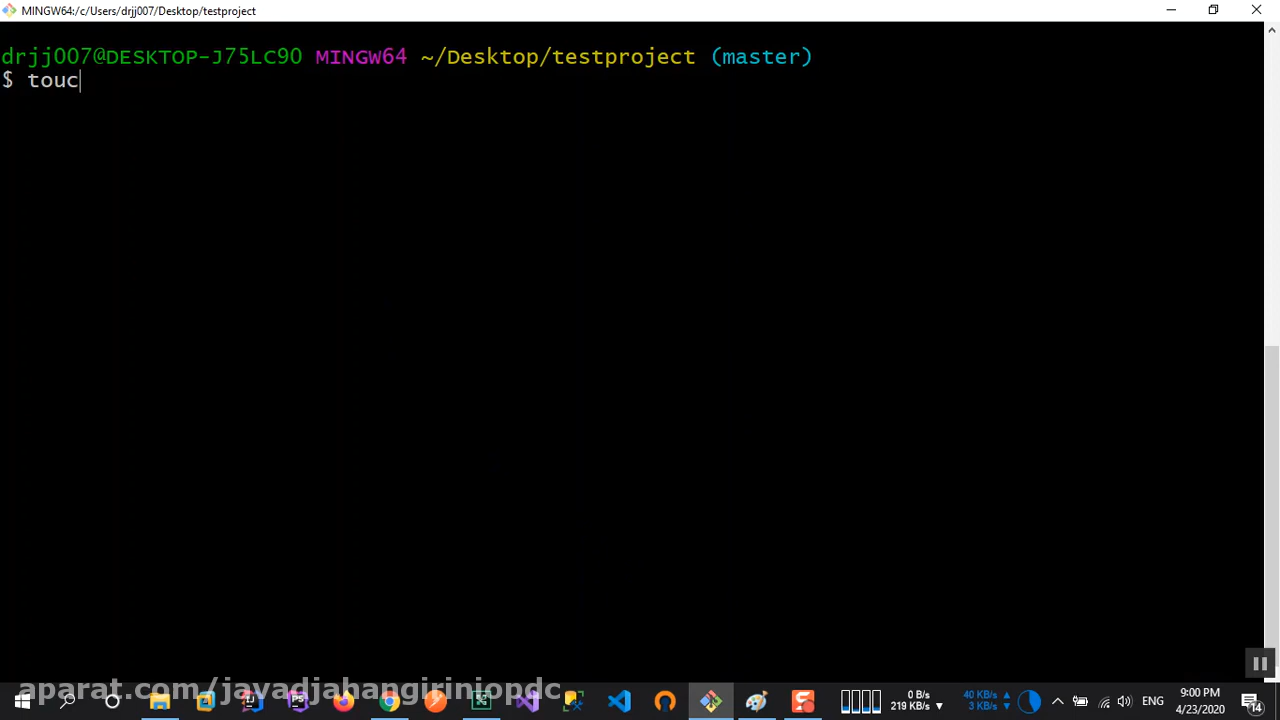 MINGW64:/c/Users/drjj007/Desktop/testproject
drjj007@DESKTOP-J75LC90 MINGW64 ~/Desktop/testproject (master)
$ touc
aparat.com/javadjahangiriniopdc
0 B/s
219 KB/s
40 KB/s
3 KB/s
ENG
9:00 PM
4/23/2020
14